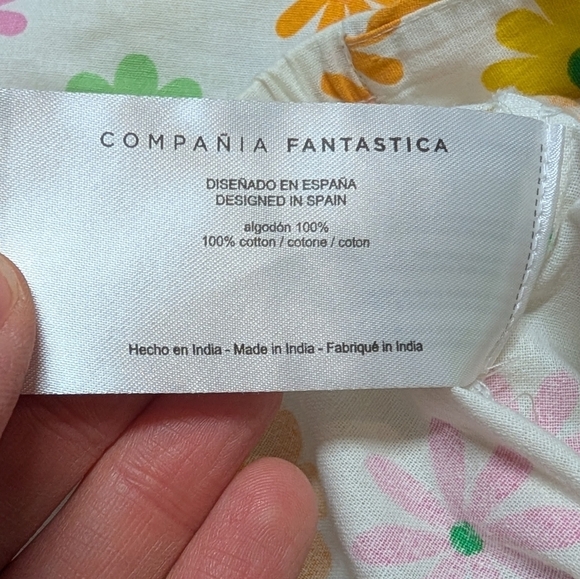 COMPAÑIA FANTASTICA
DISEÑADO EN ESPAÑA
DESIGNED IN SPAIN
algodón 100%
100% cotton / cotone / coton
Hecho en India - Made in India - Fabriqué in India